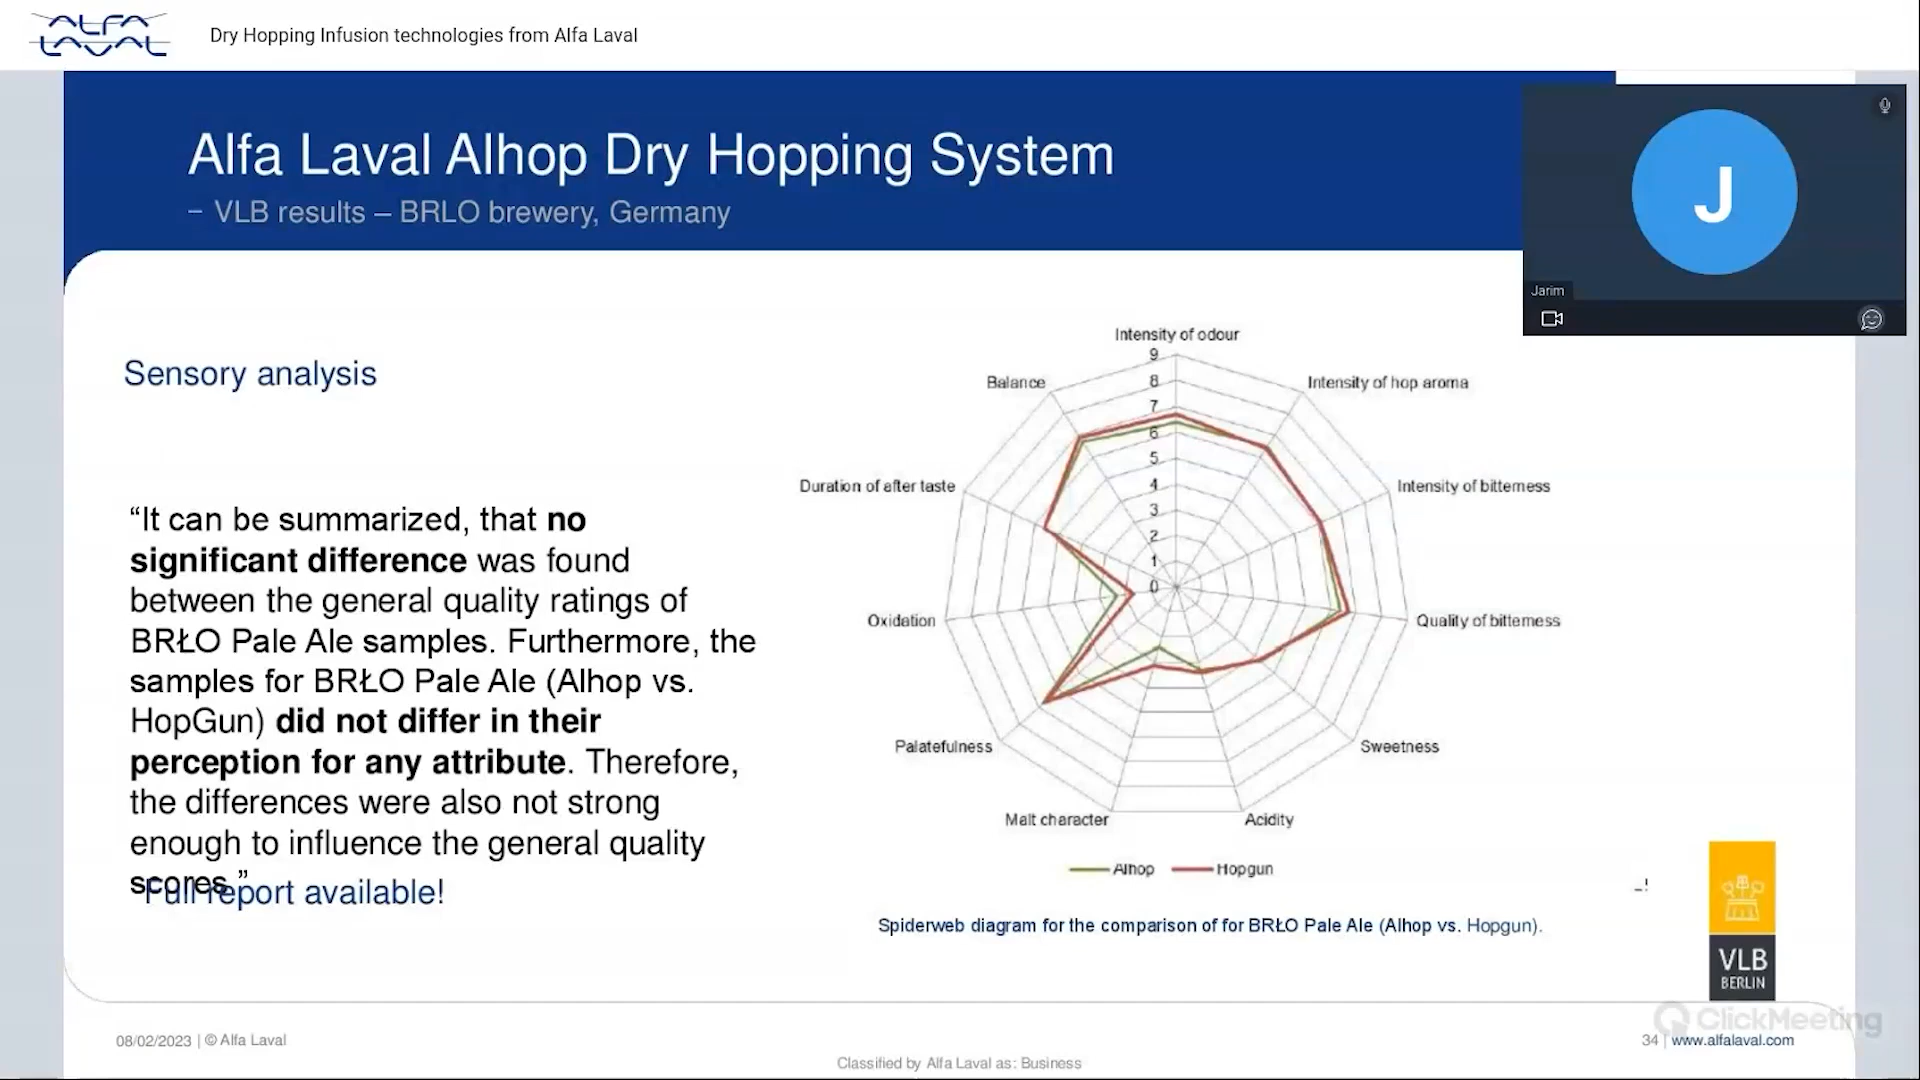 ALFA
LAVAL
Dry Hopping Infusion technologies from Alfa Laval
Alfa Laval Alhop Dry Hopping System
– VLB results – BRLO brewery, Germany
J
Jarim
Sensory analysis
“It can be summarized, that no
significant difference was found
between the general quality ratings of
BRŁO Pale Ale samples. Furthermore, the
samples for BRŁO Pale Ale (Alhop vs.
HopGun) did not differ in their
perception for any attribute. Therefore,
the differences were also not strong
enough to influence the general quality
scores.”
Full report available!
Intensity of odour
9
Balance
8
Intensity of hop aroma
7
6
5
Duration of after taste
4
Intensity of bitterness
3
2
1
0
Oxidation
Quality of bitterness
Palatefulness
Sweetness
Malt character
Acidity
Alhop
Hopgun
Spiderweb diagram for the comparison of for BRŁO Pale Ale (Alhop vs. Hopgun).
VLB
BERLIN
ClickMeeting
08/02/2023 | © Alfa Laval
34 | www.alfalaval.com
Classified by Alfa Laval as: Business